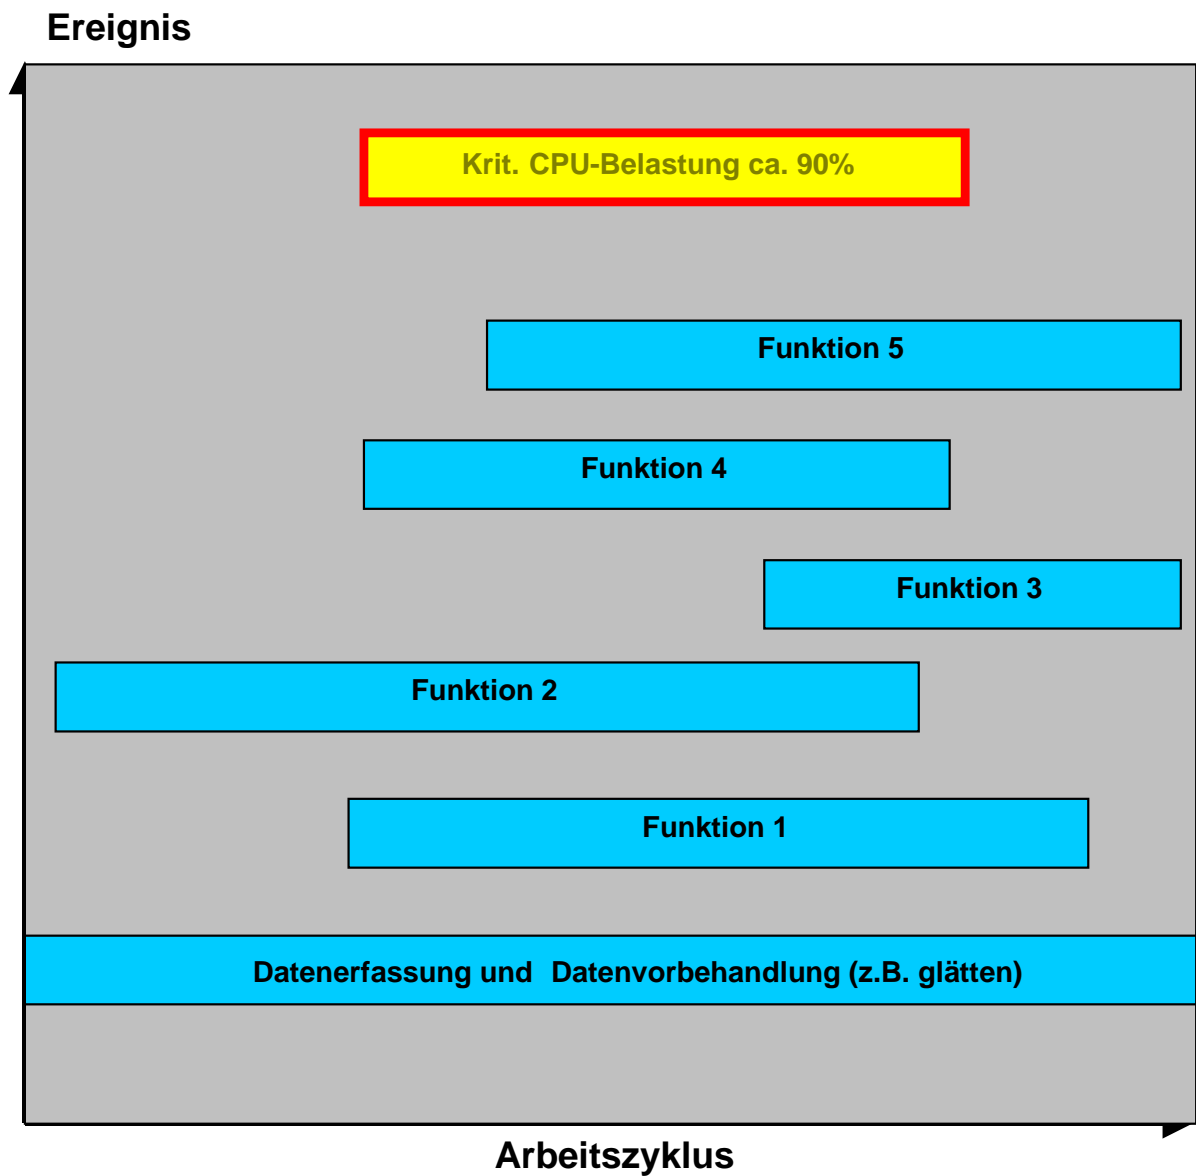 Ereignis
Krit. CPU-Belastung ca. 90%
Funktion 5
Funktion 4
Funktion 3
Funktion 2
Funktion 1
Datenerfassung und Datenvorbehandlung (z.B. glätten)
Arbeitszyklus